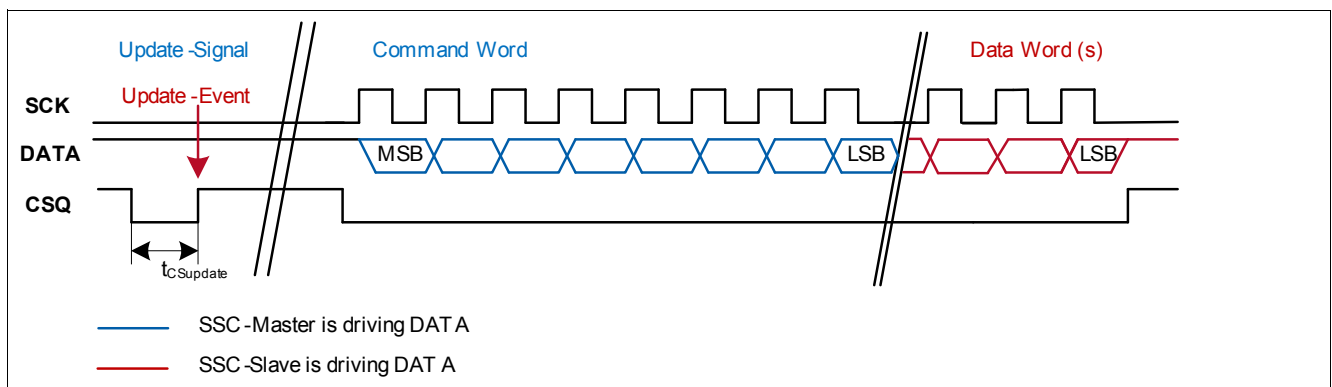 Update -Signal Command Word Data Word (s)
Update -Event
SCK
DATA MSB LSB LSB
CSQ
tCSupdate
SSC -Master is driving DAT A
SSC -Slave is driving DAT A